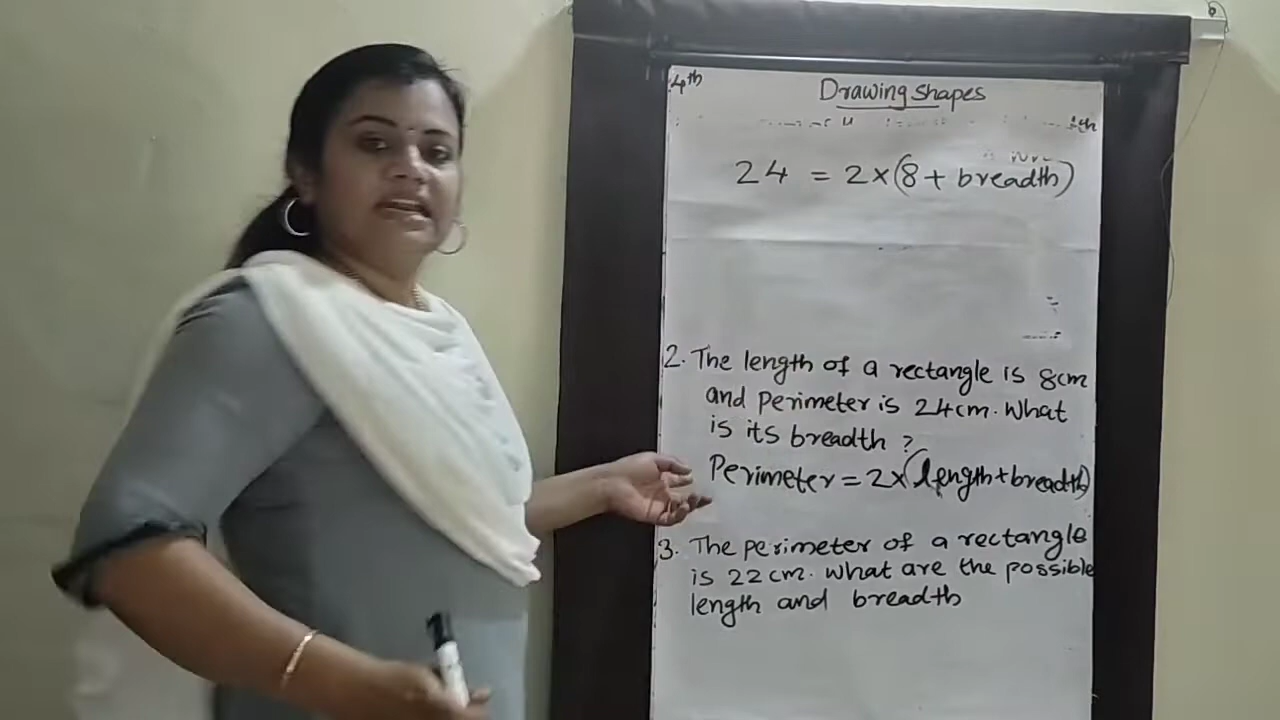 4th
Drawing shapes
24 = 2×(8+ breadth)
2. The length of a rectangle is 8cm
and perimeter is 24cm. What
is its breadth ?
Perimeter = 2×(length+breadth)
3. The perimeter of a rectangle
is 22cm. What are the possible
length and breadth